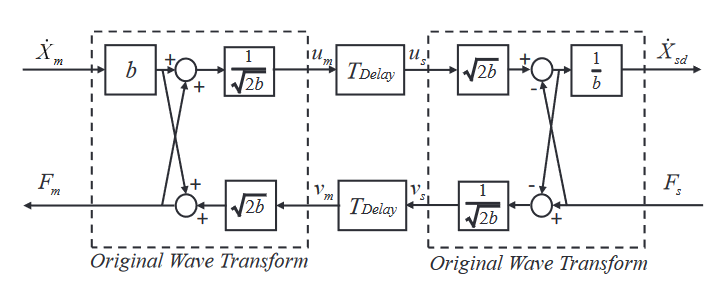 Ẋm
b
+
+
1
√2b
um
TDelay
us
√2b
+
-
1
b
Ẋsd
Fm
+
+
√2b
vm
TDelay
vs
1
√2b
-
+
Fs
Original Wave Transform
Original Wave Transform